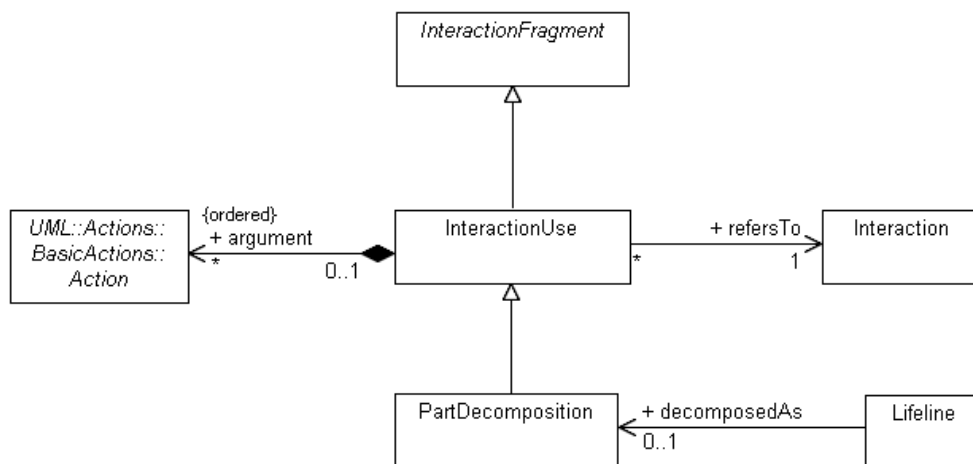 InteractionFragment
UML::Actions::
BasicActions::
Action
{ordered}
+ argument
*
0..1
InteractionUse
*
+ refersTo
1
Interaction
PartDecomposition
+ decomposedAs
0..1
Lifeline